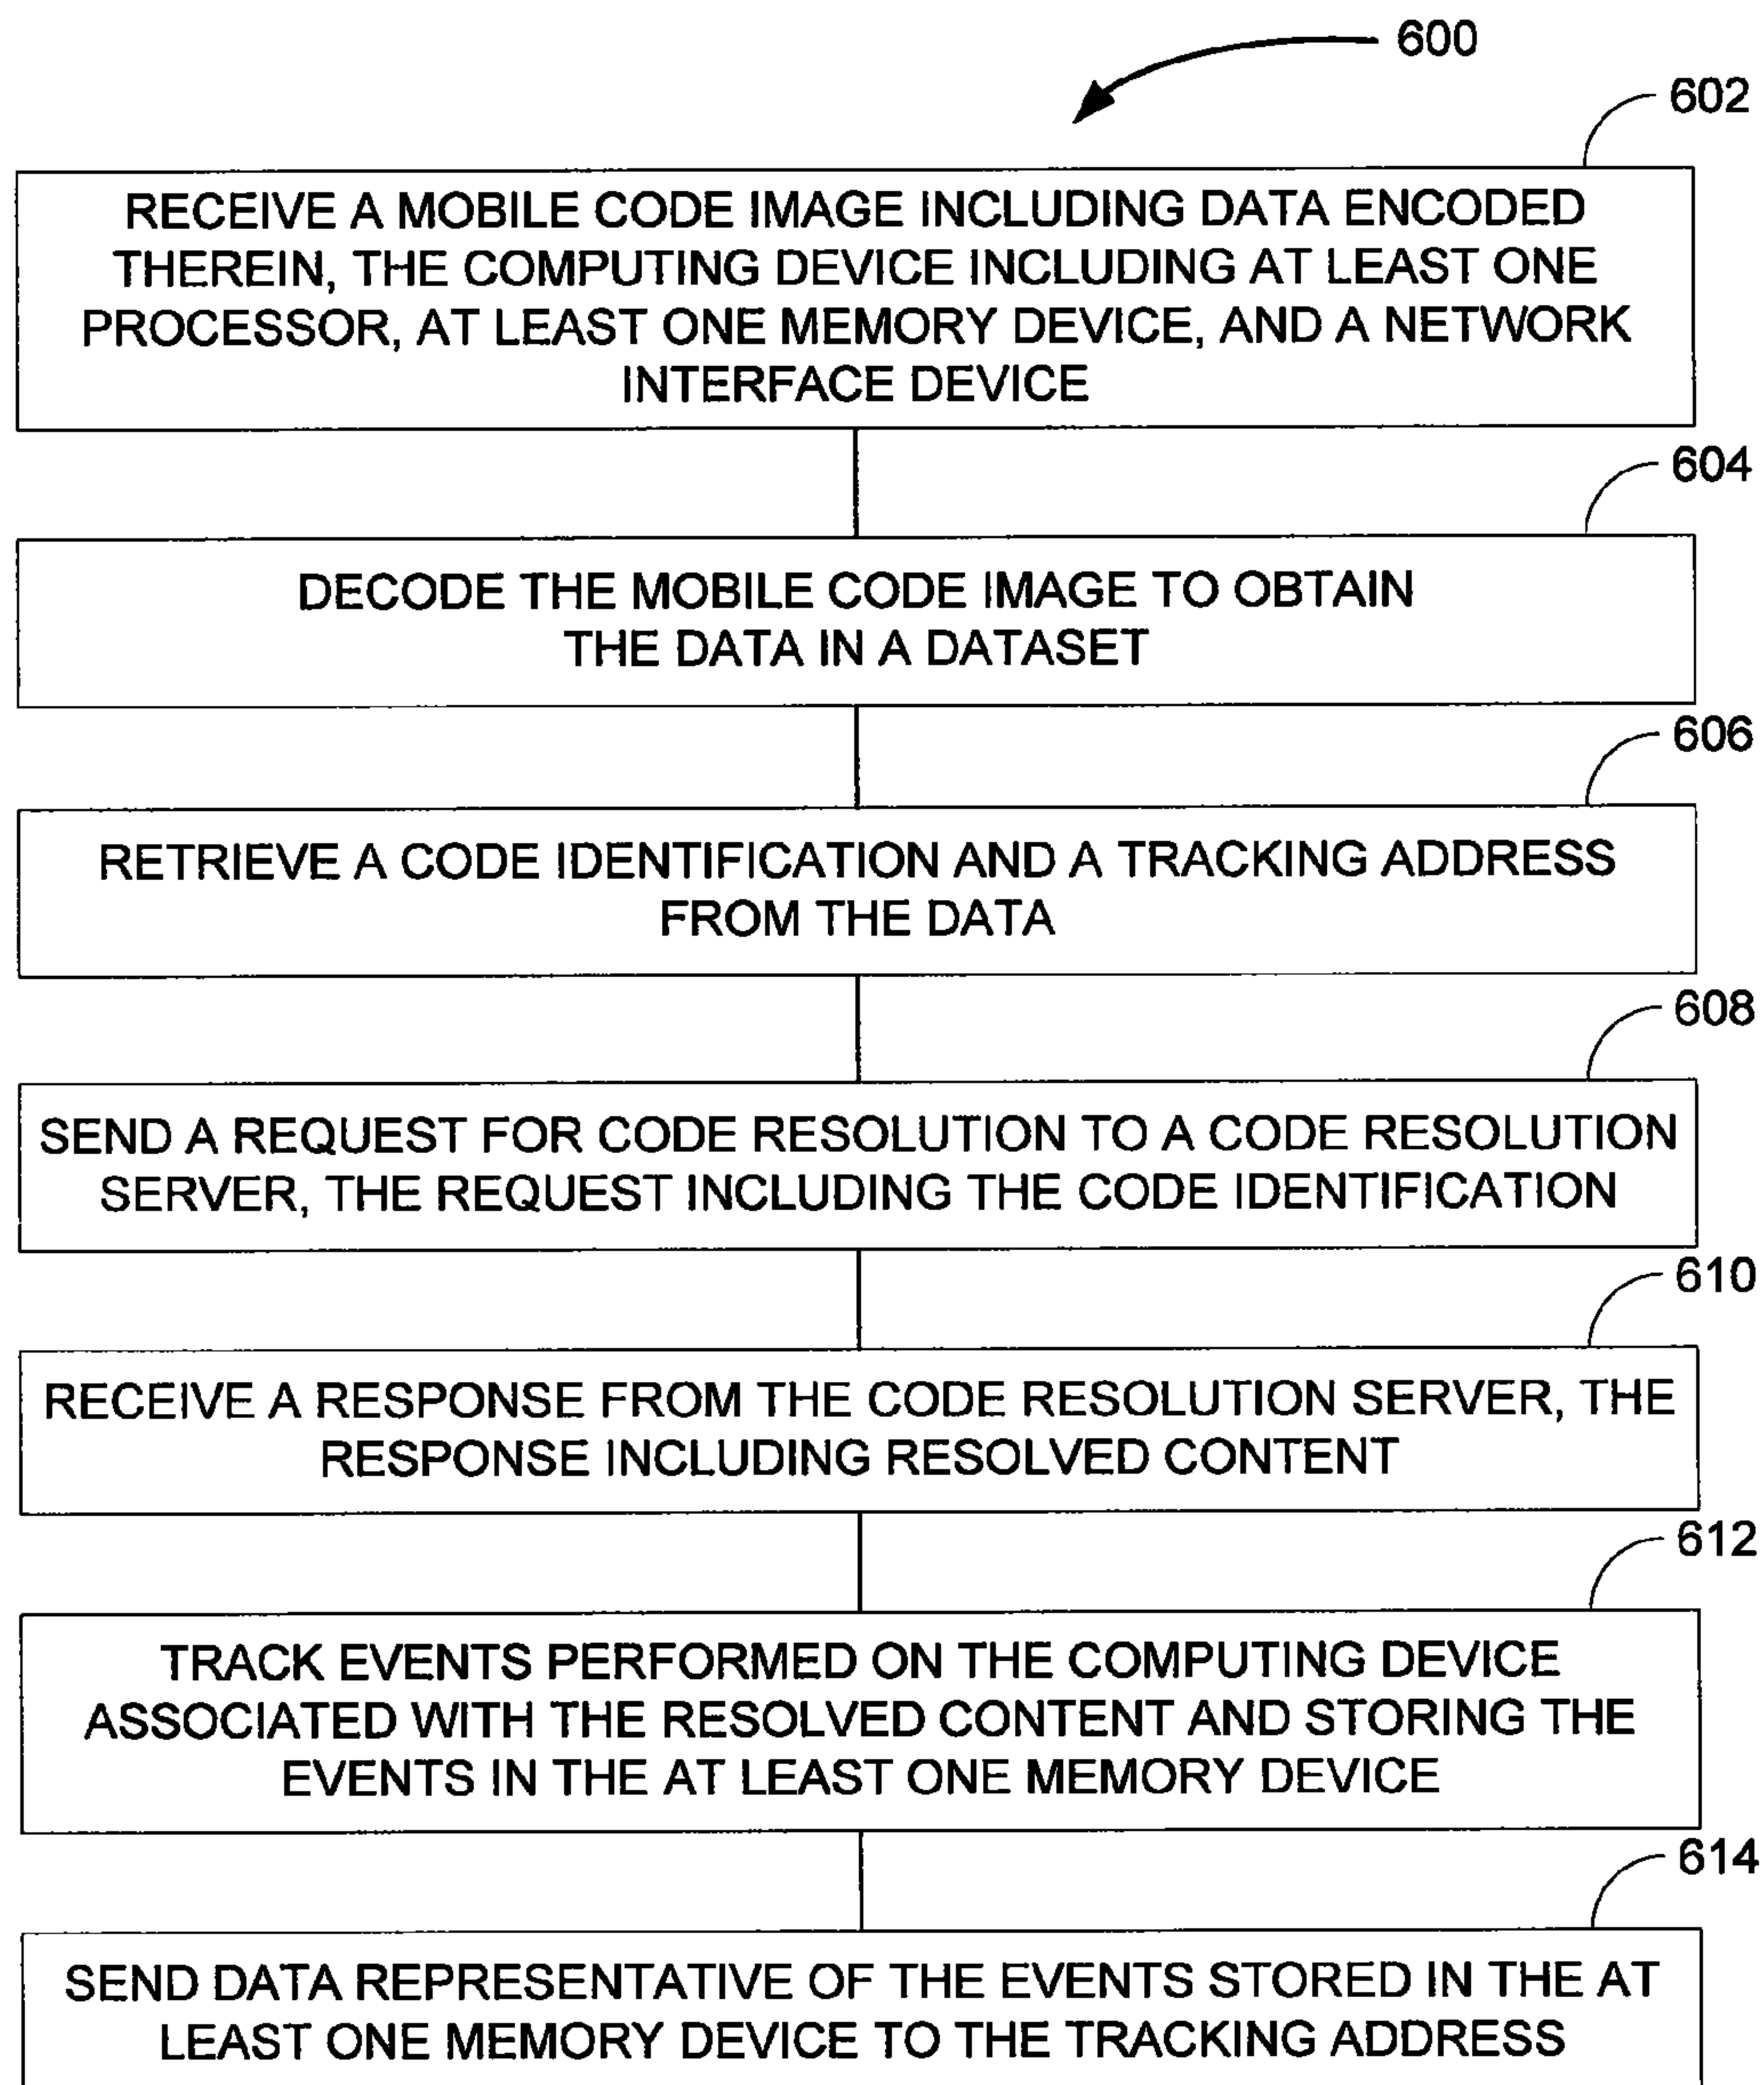 600
602
RECEIVE A MOBILE CODE IMAGE INCLUDING DATA ENCODED
THEREIN, THE COMPUTING DEVICE INCLUDING AT LEAST ONE
PROCESSOR, AT LEAST ONE MEMORY DEVICE, AND A NETWORK
INTERFACE DEVICE
604
DECODE THE MOBILE CODE IMAGE TO OBTAIN
THE DATA IN A DATASET
606
RETRIEVE A CODE IDENTIFICATION AND A TRACKING ADDRESS
FROM THE DATA
608
SEND A REQUEST FOR CODE RESOLUTION TO A CODE RESOLUTION
SERVER, THE REQUEST INCLUDING THE CODE IDENTIFICATION
610
RECEIVE A RESPONSE FROM THE CODE RESOLUTION SERVER, THE
RESPONSE INCLUDING RESOLVED CONTENT
612
TRACK EVENTS PERFORMED ON THE COMPUTING DEVICE
ASSOCIATED WITH THE RESOLVED CONTENT AND STORING THE
EVENTS IN THE AT LEAST ONE MEMORY DEVICE
614
SEND DATA REPRESENTATIVE OF THE EVENTS STORED IN THE AT
LEAST ONE MEMORY DEVICE TO THE TRACKING ADDRESS